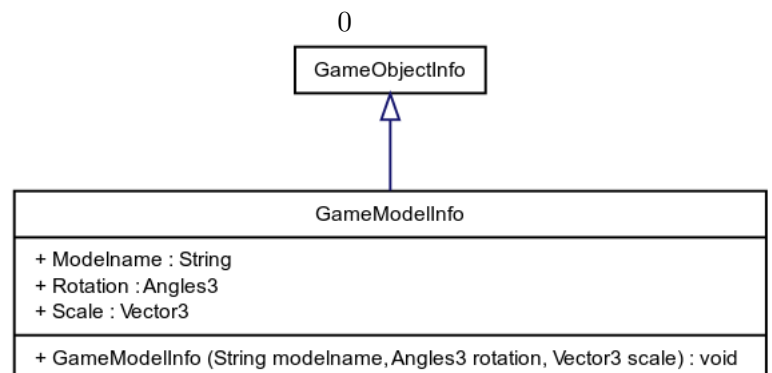 0
GameObjectInfo
GameModelInfo
+ Modelname : String
+ Rotation : Angles3
+ Scale : Vector3
+ GameModelInfo (String modelname, Angles3 rotation, Vector3 scale) : void